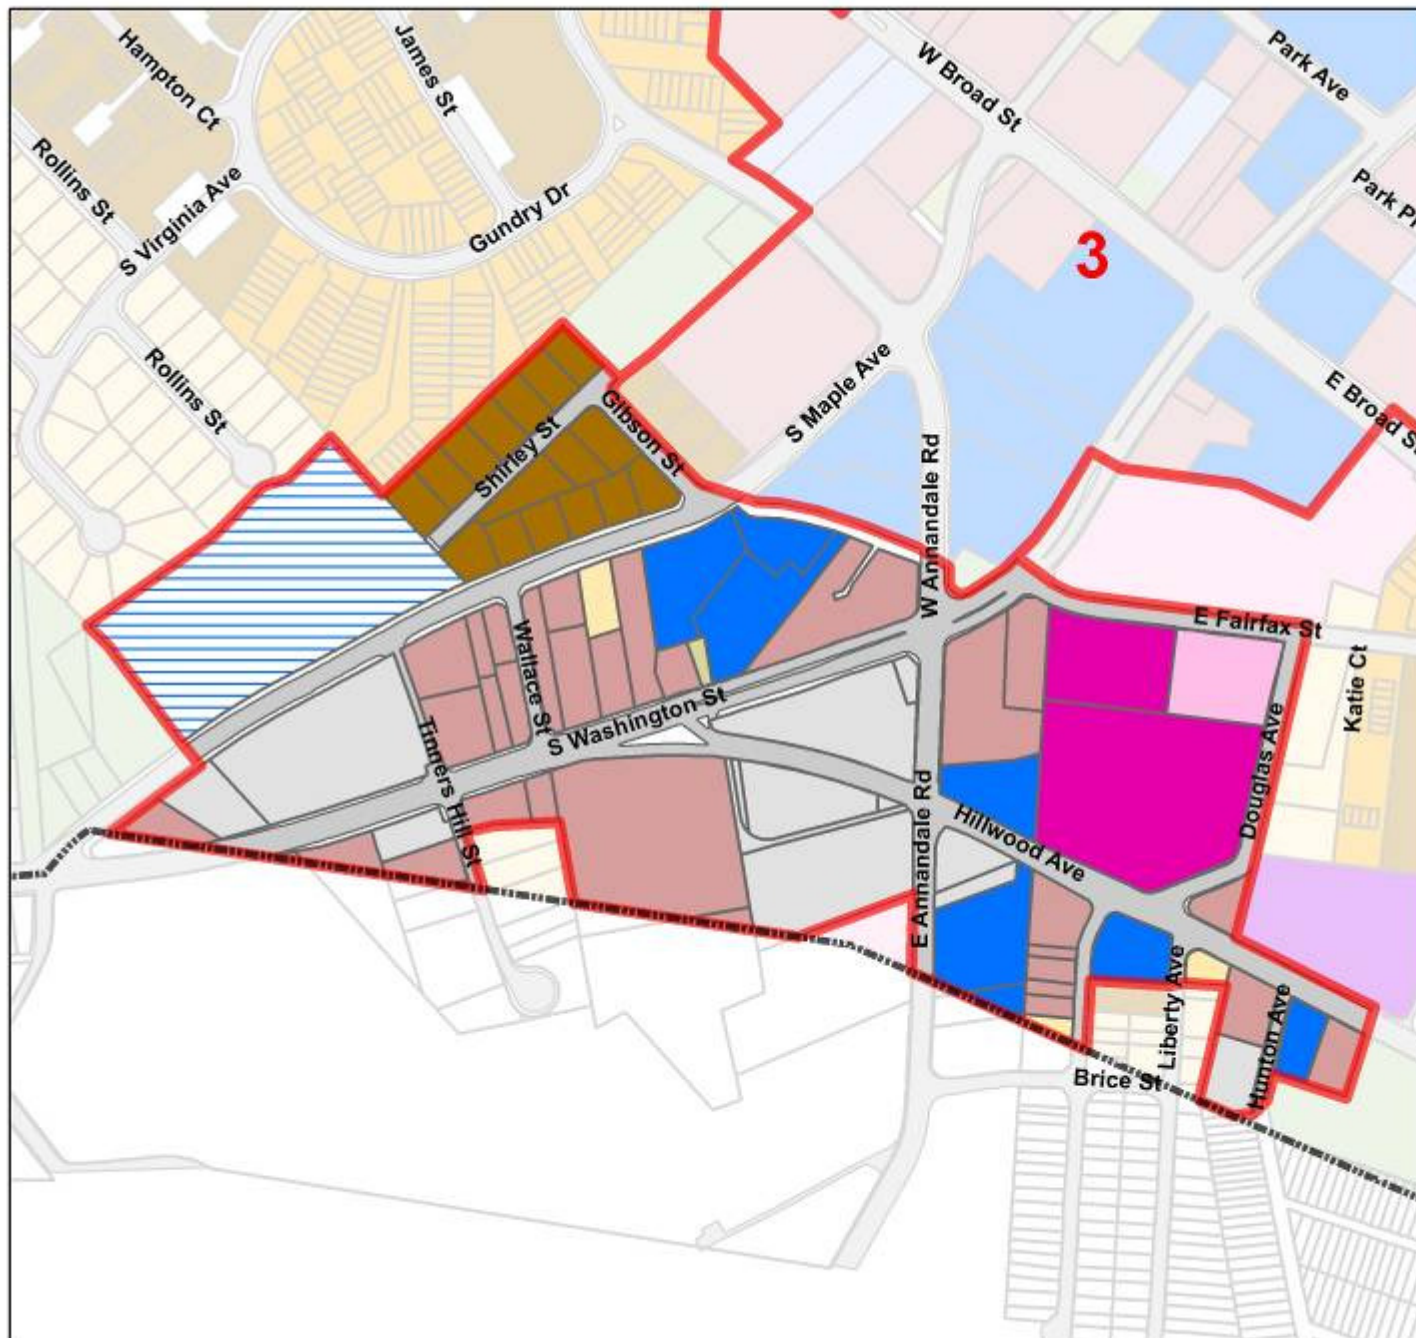 Hampton Ct
James St
W Broad St
Park Ave
Rollins St
S Virginia Ave
Gundry Dr
Park Pl
3
Rollins St
S Maple Ave
E Broad St
Gibson St
Shirley St
W Annandale Rd
E Fairfax St
Katie Ct
Wallace St
S Washington St
Tinners Hill St
Douglas Ave
E Annandale Rd
Hillwood Ave
Liberty Ave
Hunton Ave
Brice St